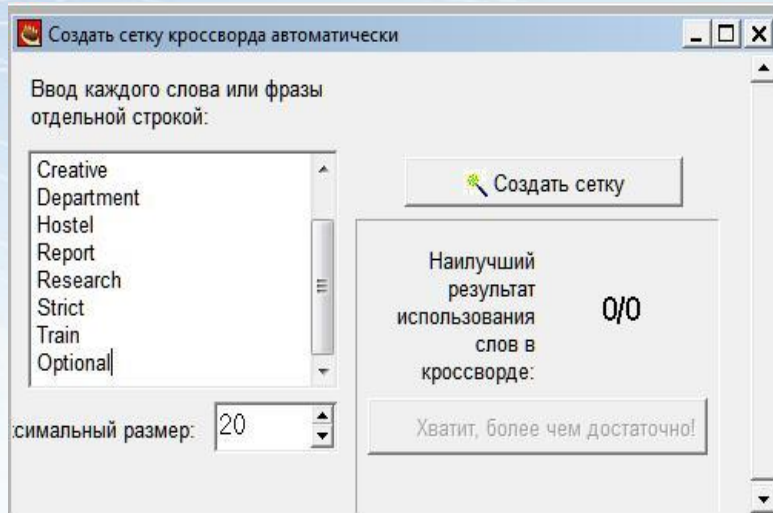 Создать сетку кроссворда автоматически
Ввод каждого слова или фразы
отдельной строкой:
Creative
Department
Hostel
Report
Research
Strict
Train
Optional
Создать сетку
Наилучший
результат
использования
слов в
кроссворде:
0/0
симальный размер:
20
Хватит, более чем достаточно!